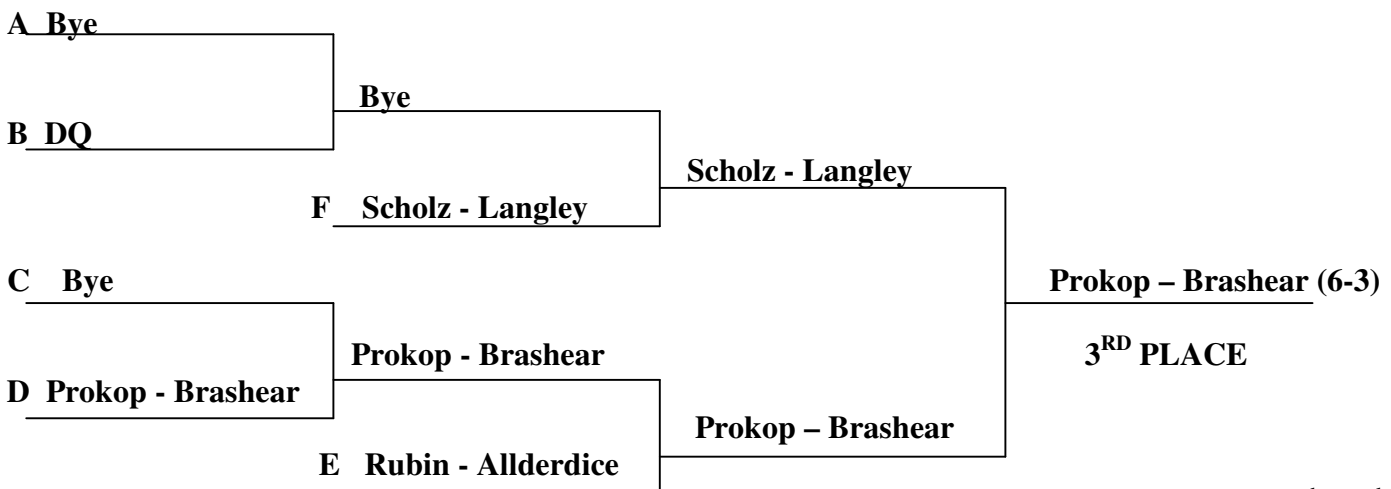 A Bye
Bye
B DQ
Scholz - Langley
F Scholz - Langley
C Bye
Prokop – Brashear (6-3)
Prokop - Brashear
3RD PLACE
D Prokop - Brashear
Prokop – Brashear
E Rubin - Allderdice